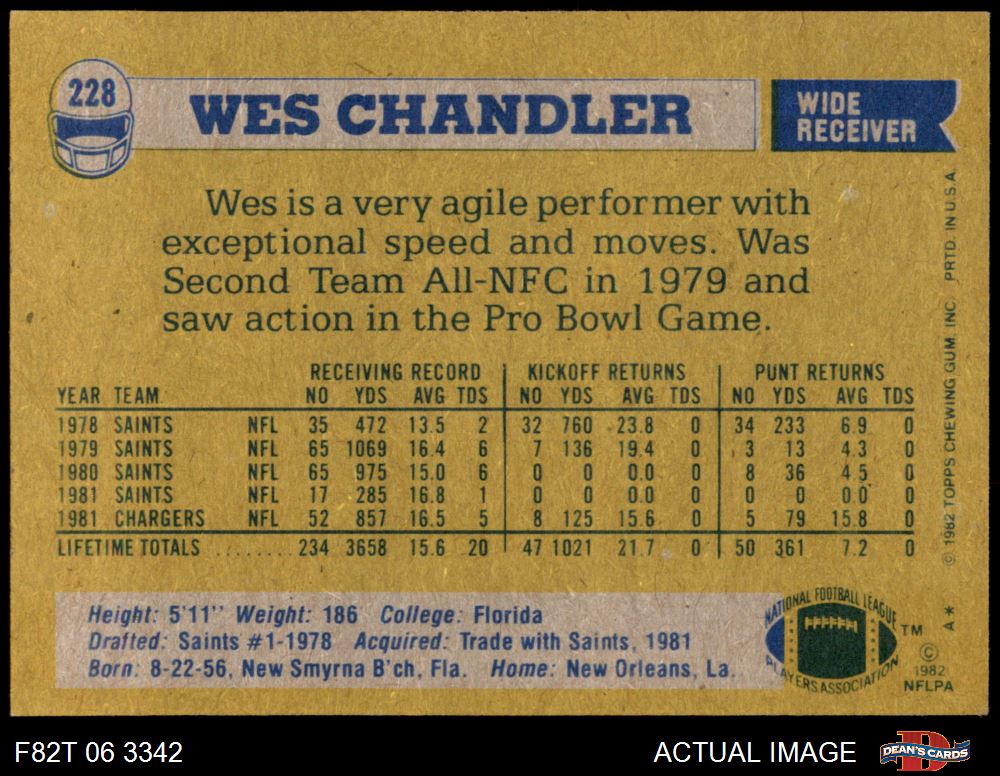 228
WES CHANDLER
WIDE
RECEIVER
Wes is a very agile performer with
exceptional speed and moves. Was
Second Team All-NFC in 1979 and
saw action in the Pro Bowl Game.
RECEIVING RECORD KICKOFF RETURNS PUNT RETURNS
YEAR TEAM NO YDS AVG TDS NO YDS AVG TDS NO YDS AVG TDS
1978 SAINTS NFL 35 472 13.5 2 32 760 23.8 0 34 233 6.9 0
1979 SAINTS NFL 65 1069 16.4 6 7 136 19.4 0 3 13 4.3 0
1980 SAINTS NFL 65 975 15.0 6 0 0 0.0 0 8 36 4.5 0
1981 SAINTS NFL 17 285 16.8 1 0 0 0.0 0 0 0 0.0 0
1981 CHARGERS NFL 52 857 16.5 5 8 125 15.6 0 5 79 15.8 0
LIFETIME TOTALS ........ 234 3658 15.6 20 47 1021 21.7 0 50 361 7.2 0
Height: 5'11" Weight: 186 College: Florida
Drafted: Saints #1-1978 Acquired: Trade with Saints, 1981
Born: 8-22-56, New Smyrna B'ch, Fla. Home: New Orleans, La.
NATIONAL FOOTBALL LEAGUE
PLAYERS ASSOCIATION
TM
©
1982
NFLPA
A *
© 1982 TOPPS CHEWING GUM, INC. PRTD. IN U.S.A.
F82T 06 3342
ACTUAL IMAGE
D
DEAN'S CARDS